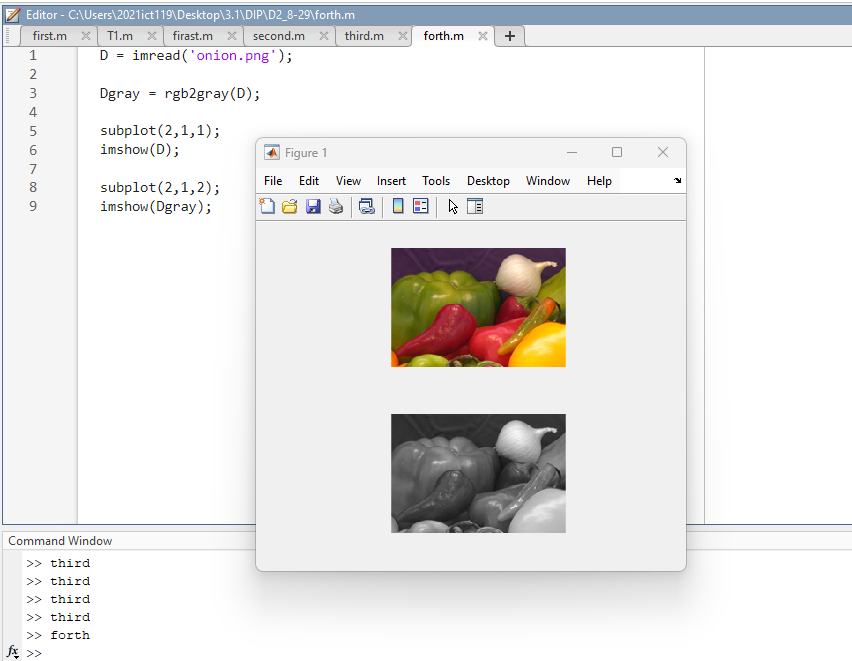 Editor - C:\Users\2021ict119\Desktop\3.1\DIP\D2_8-29\forth.m
first.m T1.m firast.m second.m third.m forth.m +
1 D = imread('onion.png');
2
3 Dgray = rgb2gray(D);
4
5 subplot(2,1,1);
6 imshow(D);
7
8 subplot(2,1,2);
9 imshow(Dgray);
Figure 1
File Edit View Insert Tools Desktop Window Help
Command Window
>> third
>> third
>> third
>> third
>> forth
fx >>